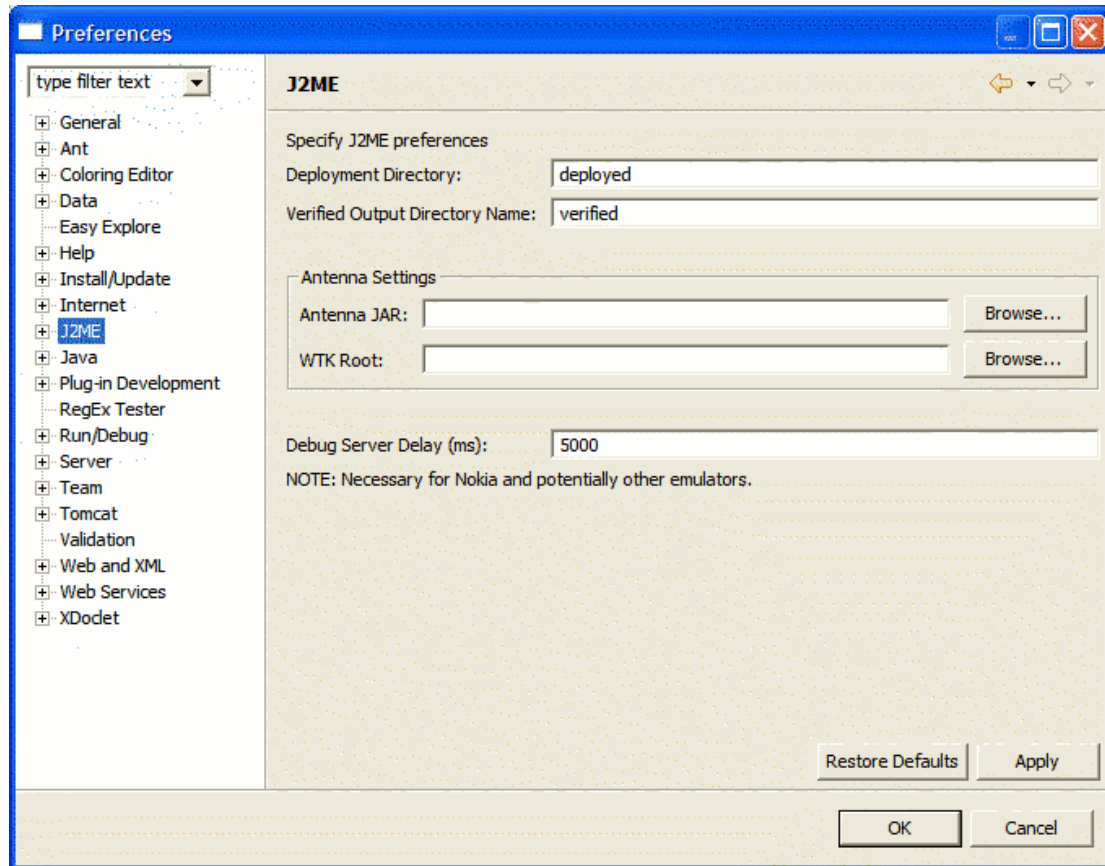 Preferences
type filter text
J2ME
General
Ant
Coloring Editor
Data
Easy Explore
Help
Install/Update
Internet
J2ME
Java
Plug-in Development
RegEx Tester
Run/Debug
Server
Team
Tomcat
Validation
Web and XML
Web Services
XDoclet
Specify J2ME preferences
Deployment Directory: deployed
Verified Output Directory Name: verified
Antenna Settings
Antenna JAR: Browse...
WTK Root: Browse...
Debug Server Delay (ms): 5000
NOTE: Necessary for Nokia and potentially other emulators.
Restore Defaults Apply
OK Cancel